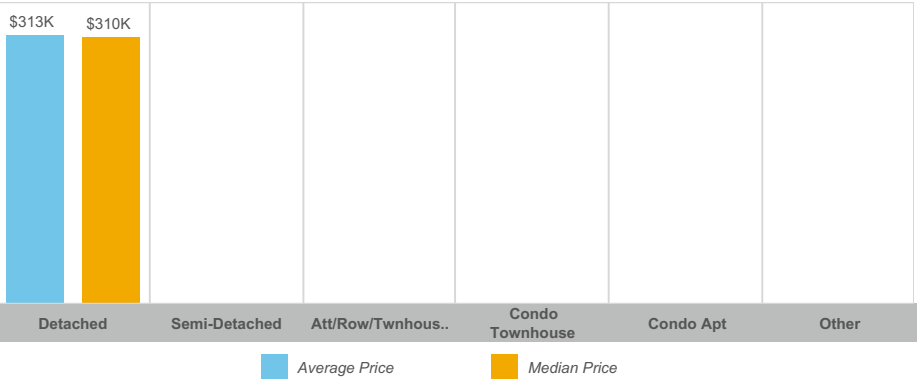 $313K
$310K
Detached
Semi-Detached
Att/Row/Twnhous..
Condo
Townhouse
Condo Apt
Other
Average Price
Median Price